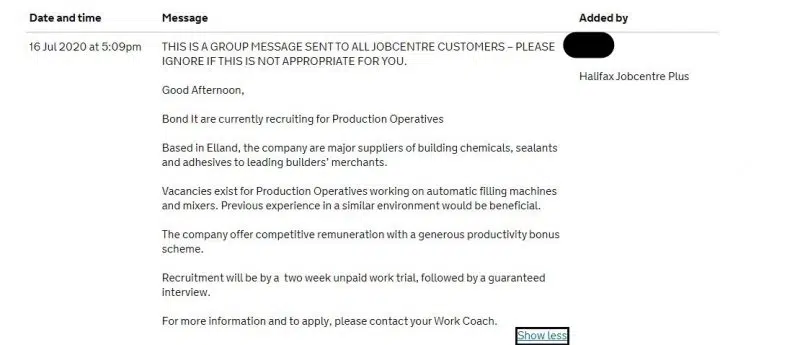 Date and time Message Added by
16 Jul 2020 at 5:09pm THIS IS A GROUP MESSAGE SENT TO ALL JOBCENTRE CUSTOMERS – PLEASE
IGNORE IF THIS IS NOT APPROPRIATE FOR YOU.
Halifax Jobcentre Plus
Good Afternoon,
Bond It are currently recruiting for Production Operatives
Based in Elland, the company are major suppliers of building chemicals, sealants
and adhesives to leading builders’ merchants.
Vacancies exist for Production Operatives working on automatic filling machines
and mixers. Previous experience in a similar environment would be beneficial.
The company offer competitive remuneration with a generous productivity bonus
scheme.
Recruitment will be by a two week unpaid work trial, followed by a guaranteed
interview.
For more information and to apply, please contact your Work Coach.
Show less